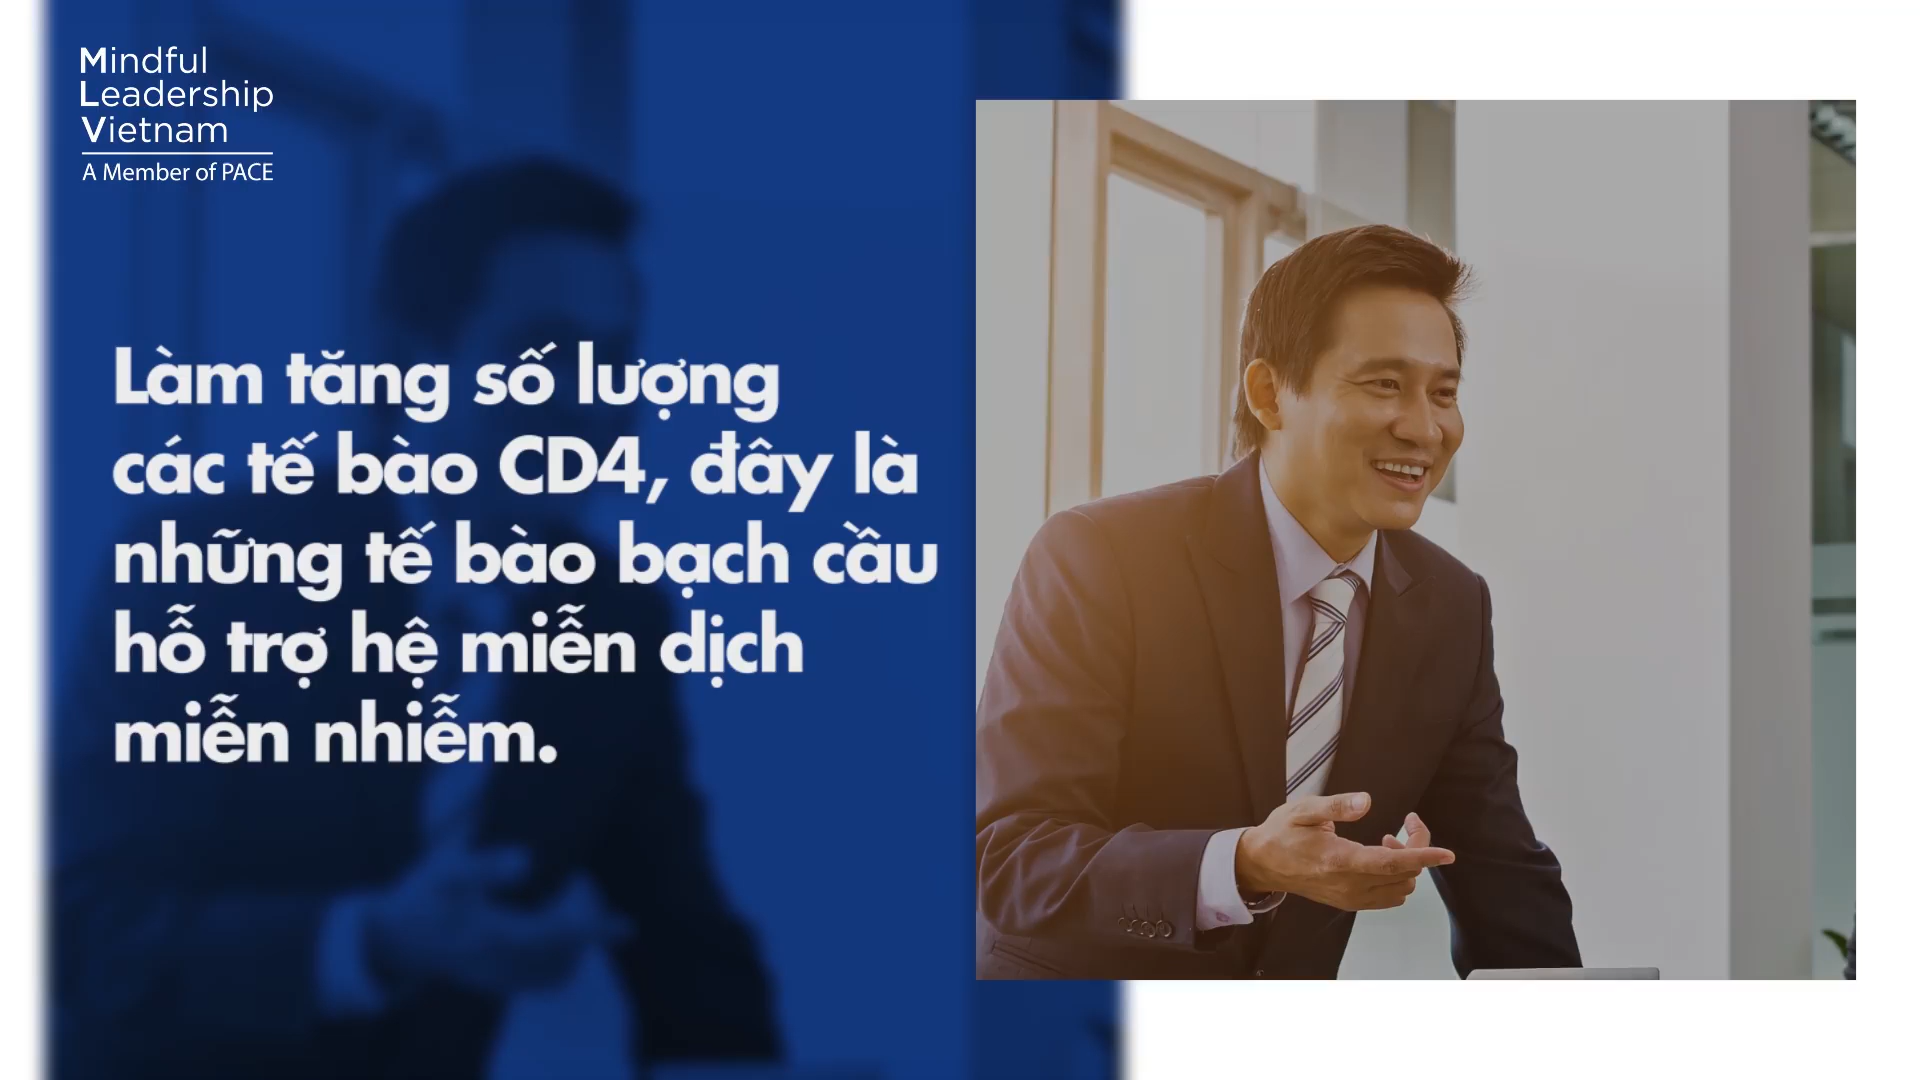 Mindful
Leadership
Vietnam
A Member of PACE
Làm tăng số lượng
các tế bào CD4, đây là
những tế bào bạch cầu
hỗ trợ hệ miễn dịch
miễn nhiễm.